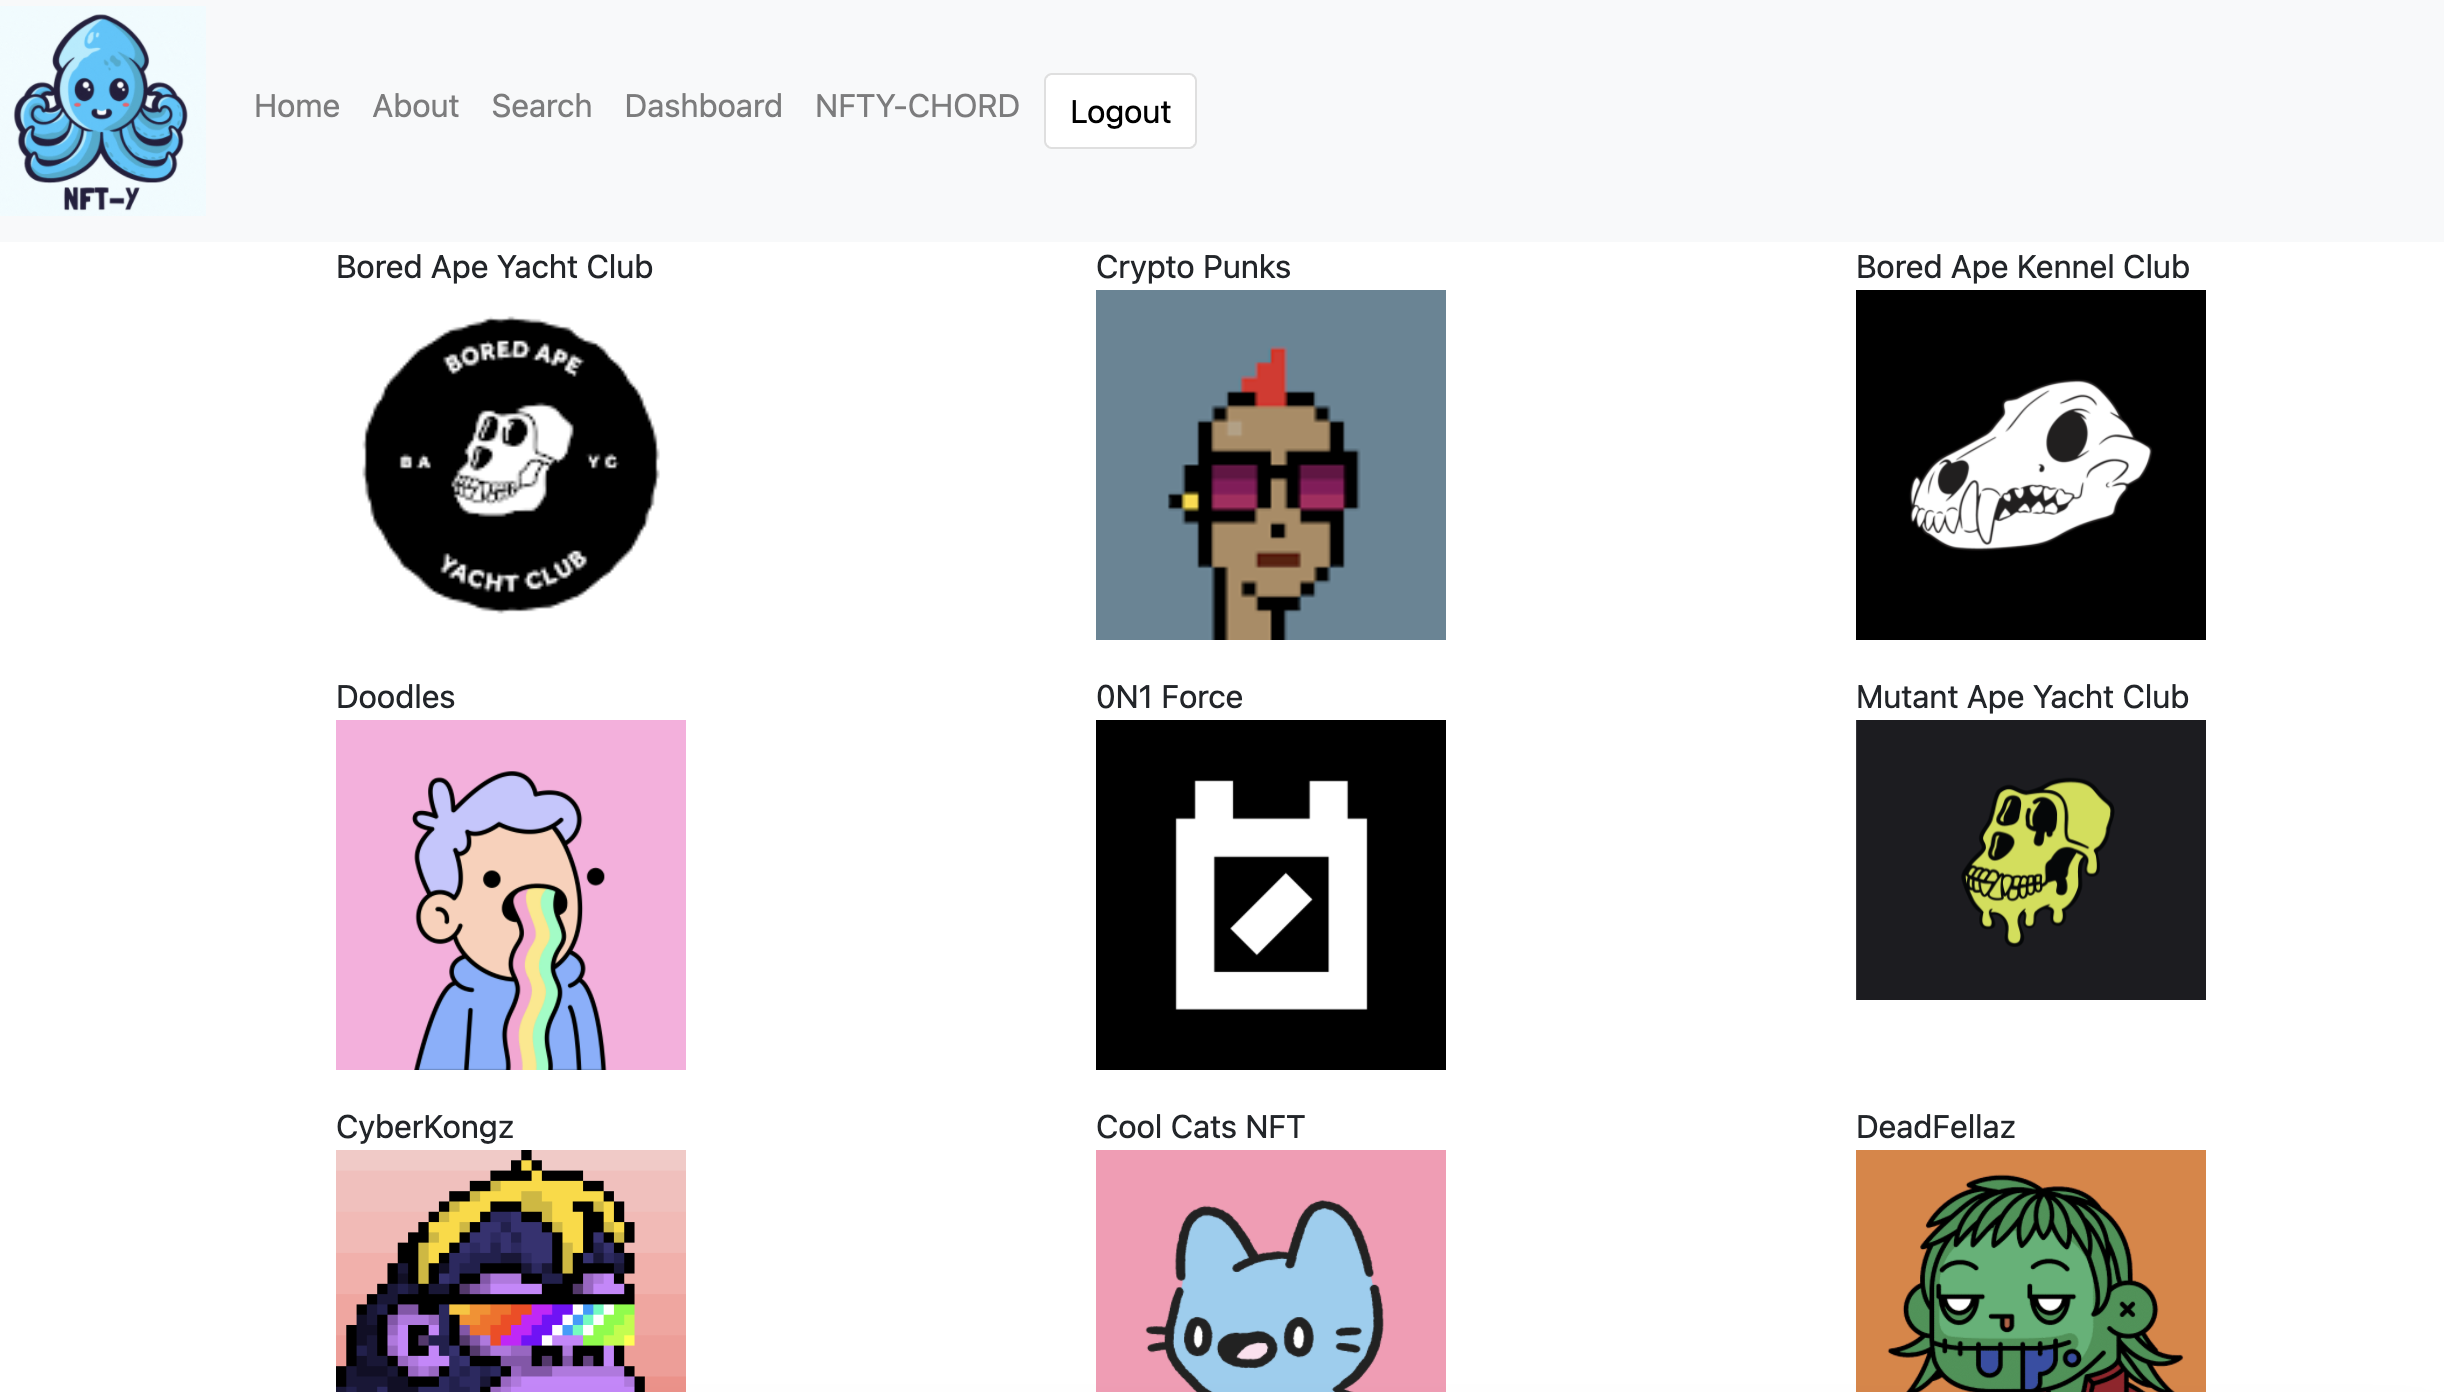 NFT-Y
Home About Search Dashboard NFTY-CHORD Logout
Bored Ape Yacht Club
BORED APE
BA YC
YACHT CLUB
Crypto Punks
Bored Ape Kennel Club
Doodles
0N1 Force
Mutant Ape Yacht Club
CyberKongz
Cool Cats NFT
DeadFellaz